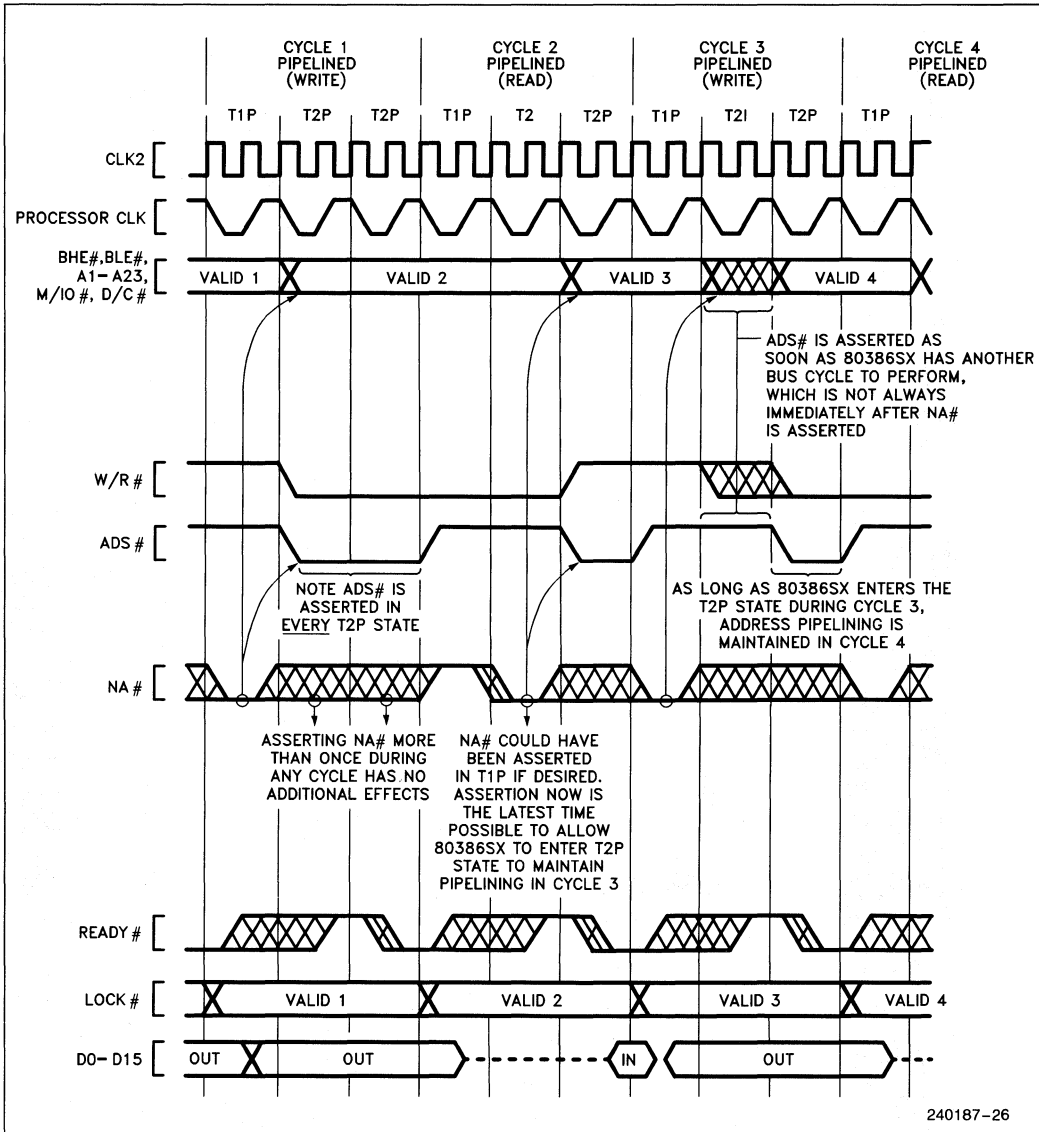 CYCLE 1 CYCLE 2 CYCLE 3 CYCLE 4
PIPELINED PIPELINED PIPELINED PIPELINED
(WRITE) (READ) (WRITE) (READ)
T1P T2P T2P T1P T2 T2P T1P T2I T2P T1P
CLK2
PROCESSOR CLK
BHE#,BLE#,
A1-A23,
M/IO #, D/C #
VALID 1 VALID 2 VALID 3 VALID 4
ADS# IS ASSERTED AS
SOON AS 80386SX HAS ANOTHER
BUS CYCLE TO PERFORM,
WHICH IS NOT ALWAYS
IMMEDIATELY AFTER NA#
IS ASSERTED
W/R #
ADS #
NOTE ADS# IS
ASSERTED IN
EVERY T2P STATE
AS LONG AS 80386SX ENTERS THE
T2P STATE DURING CYCLE 3,
ADDRESS PIPELINING IS
MAINTAINED IN CYCLE 4
NA #
ASSERTING NA# MORE
THAN ONCE DURING
ANY CYCLE HAS NO
ADDITIONAL EFFECTS
NA# COULD HAVE
BEEN ASSERTED
IN T1P IF DESIRED.
ASSERTION NOW IS
THE LATEST TIME
POSSIBLE TO ALLOW
80386SX TO ENTER T2P
STATE TO MAINTAIN
PIPELINING IN CYCLE 3
READY #
LOCK # VALID 1 VALID 2 VALID 3 VALID 4
D0-D15 OUT OUT IN OUT
240187-26